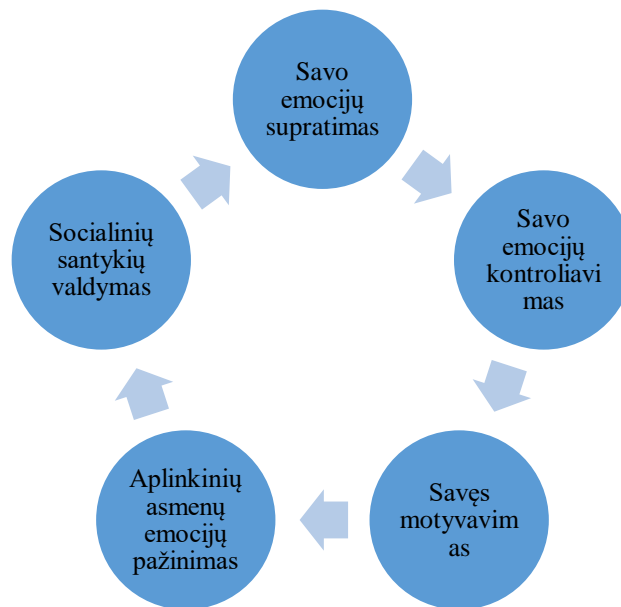 Savo
emocijų
supratimas
Savo
emocijų
kontroliavi
mas
Savęs
motyvavim
as
Aplinkinių
asmenų
emocijų
pažinimas
Socialinių
santykių
valdymas